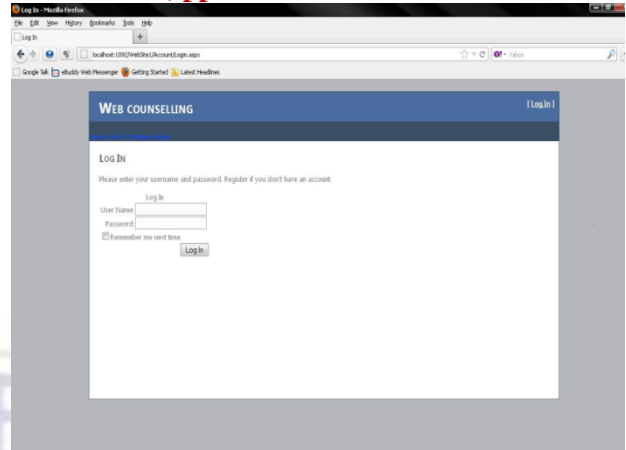 Log In - Mozilla Firefox
File Edit View History Bookmarks Tools Help
Log In +
localhost:1092/WebSite1/Account/Login.aspx
Yahoo
Google Talk eBuddy Web Messenger Getting Started Latest Headlines
WEB COUNSELLING
[ Log In ]
LOG IN
Please enter your username and password. Register if you don't have an account.
Log In
User Name:
Password:
Remember me next time.
Log In